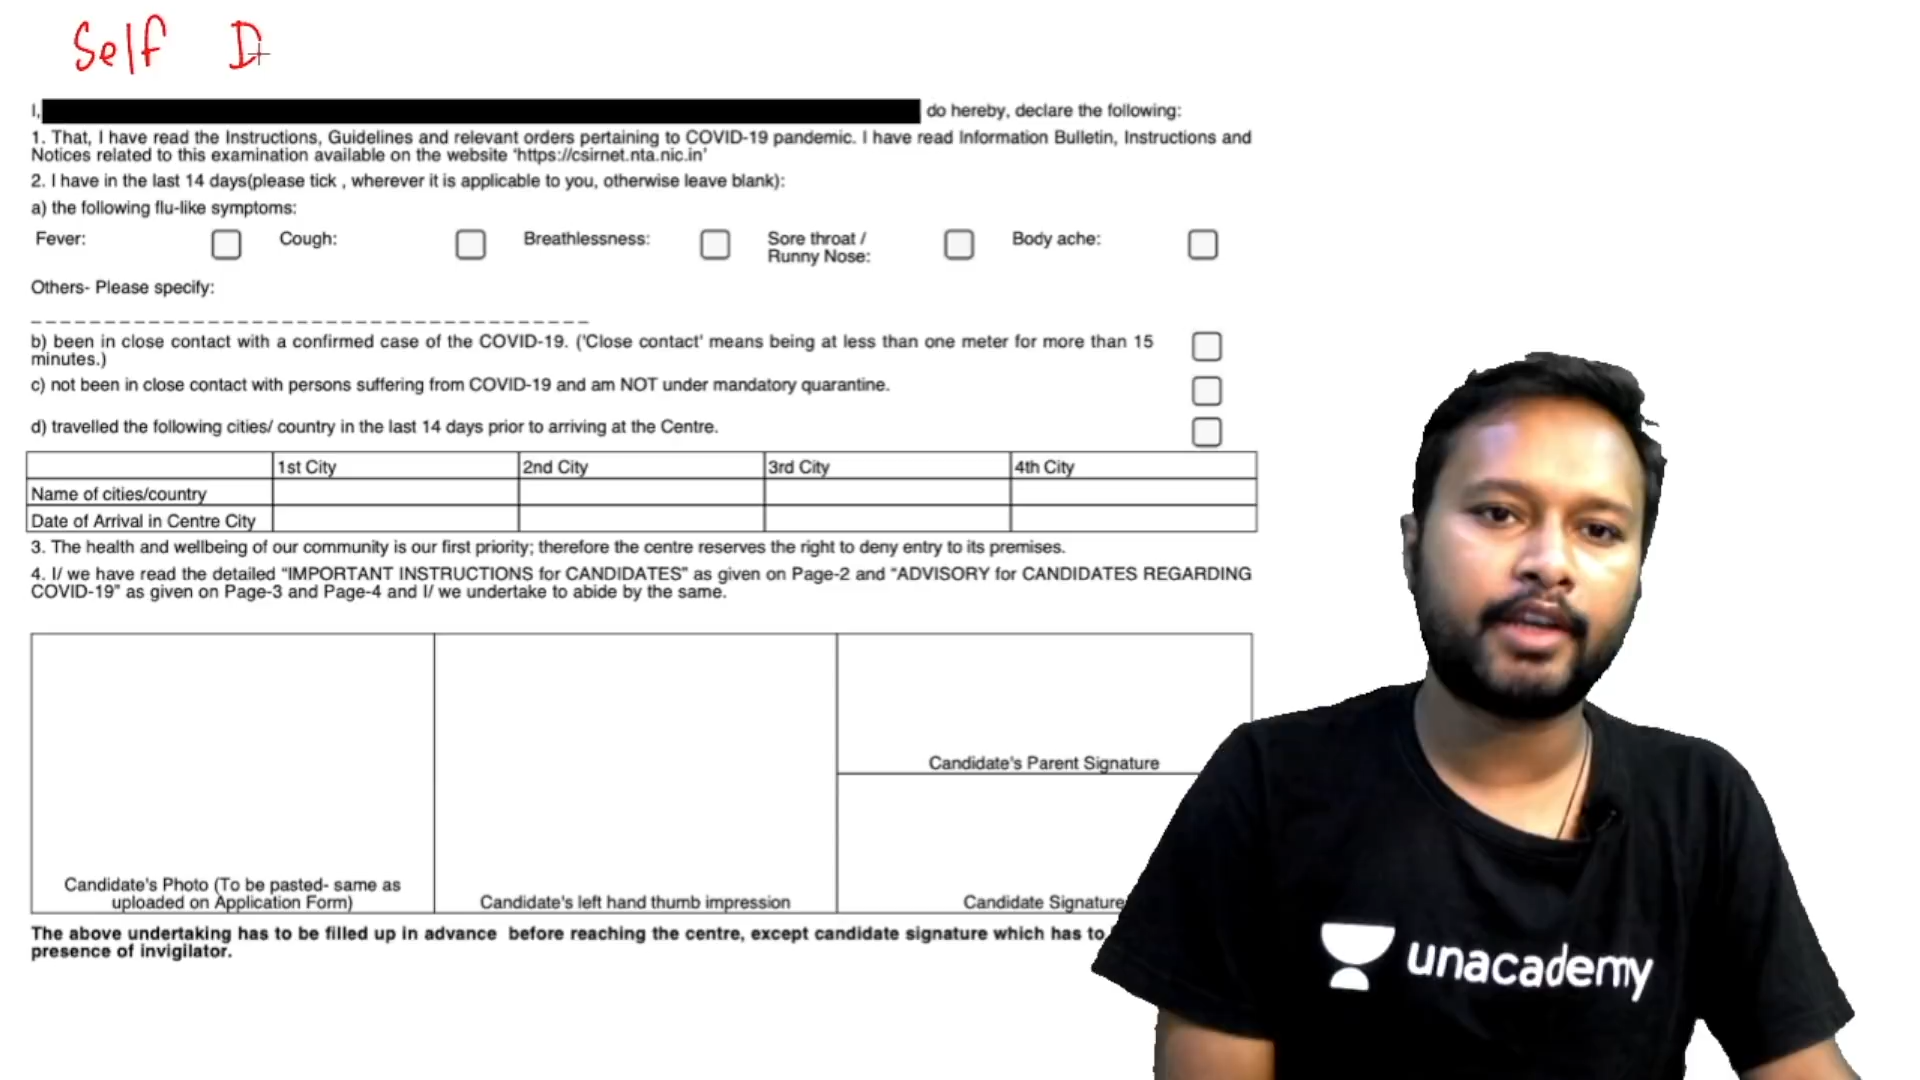 Self D
I, do hereby, declare the following:
1. That, I have read the Instructions, Guidelines and relevant orders pertaining to COVID-19 pandemic. I have read Information Bulletin, Instructions and
Notices related to this examination available on the website 'https://csirnet.nta.nic.in'
2. I have in the last 14 days(please tick , wherever it is applicable to you, otherwise leave blank):
a) the following flu-like symptoms:
Fever: Cough: Breathlessness: Sore throat / Body ache:
Runny Nose:
Others- Please specify:
b) been in close contact with a confirmed case of the COVID-19. ('Close contact' means being at less than one meter for more than 15
minutes.)
c) not been in close contact with persons suffering from COVID-19 and am NOT under mandatory quarantine.
d) travelled the following cities/ country in the last 14 days prior to arriving at the Centre.
1st City 2nd City 3rd City 4th City
Name of cities/country
Date of Arrival in Centre City
3. The health and wellbeing of our community is our first priority; therefore the centre reserves the right to deny entry to its premises.
4. I/ we have read the detailed "IMPORTANT INSTRUCTIONS for CANDIDATES" as given on Page-2 and "ADVISORY for CANDIDATES REGARDING
COVID-19" as given on Page-3 and Page-4 and I/ we undertake to abide by the same.
Candidate's Parent Signature
Candidate's Photo (To be pasted- same as
uploaded on Application Form)
Candidate's left hand thumb impression
Candidate Signature
The above undertaking has to be filled up in advance before reaching the centre, except candidate signature which has to
presence of invigilator.
unacademy